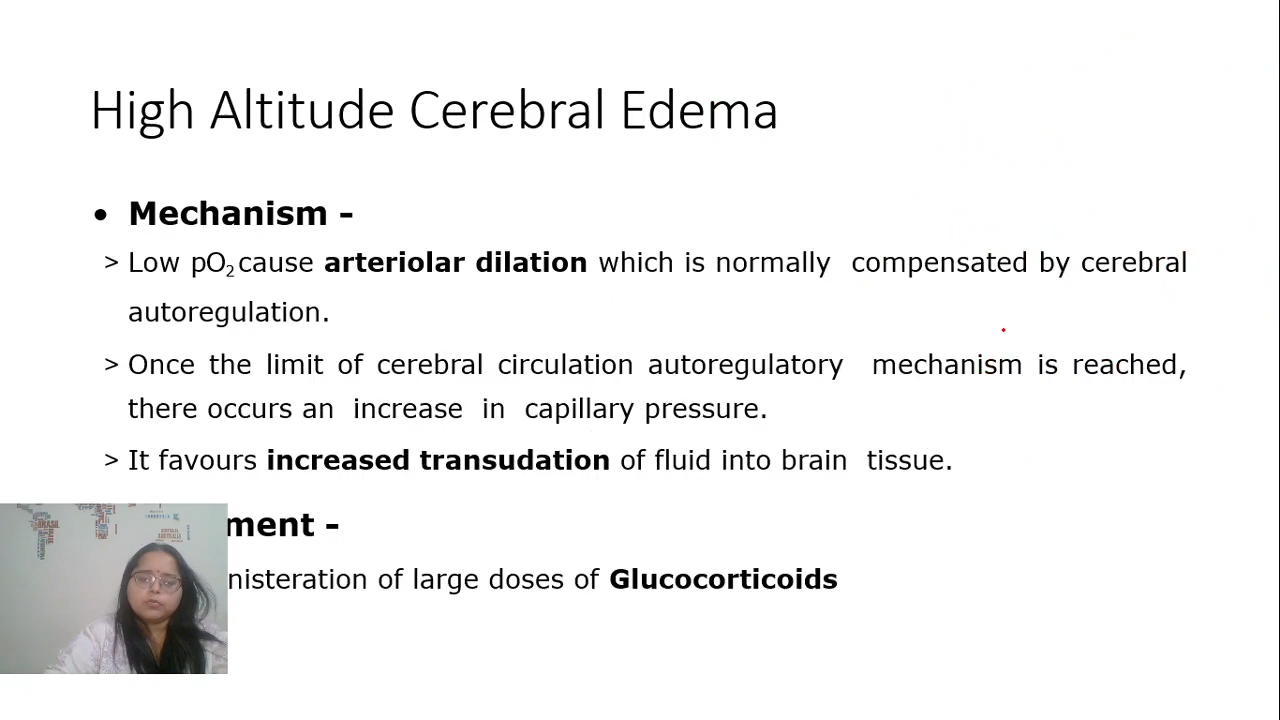 High Altitude Cerebral Edema
• Mechanism -
> Low pO₂ cause arteriolar dilation which is normally compensated by cerebral
autoregulation.
> Once the limit of cerebral circulation autoregulatory mechanism is reached,
there occurs an increase in capillary pressure.
> It favours increased transudation of fluid into brain tissue.
ment -
nisteration of large doses of Glucocorticoids
BRASIL